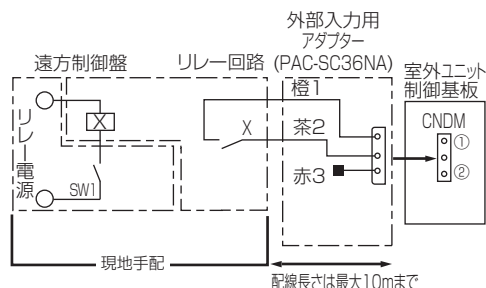 外部入力用
アダプター
(PAC-SC36NA)
遠方制御盤
リレー回路
室外ユニット
制御基板
橙1
茶2
赤3
CNDM
①
②
リレー電源
X
X
SW1
現地手配
配線長さは最大10mまで